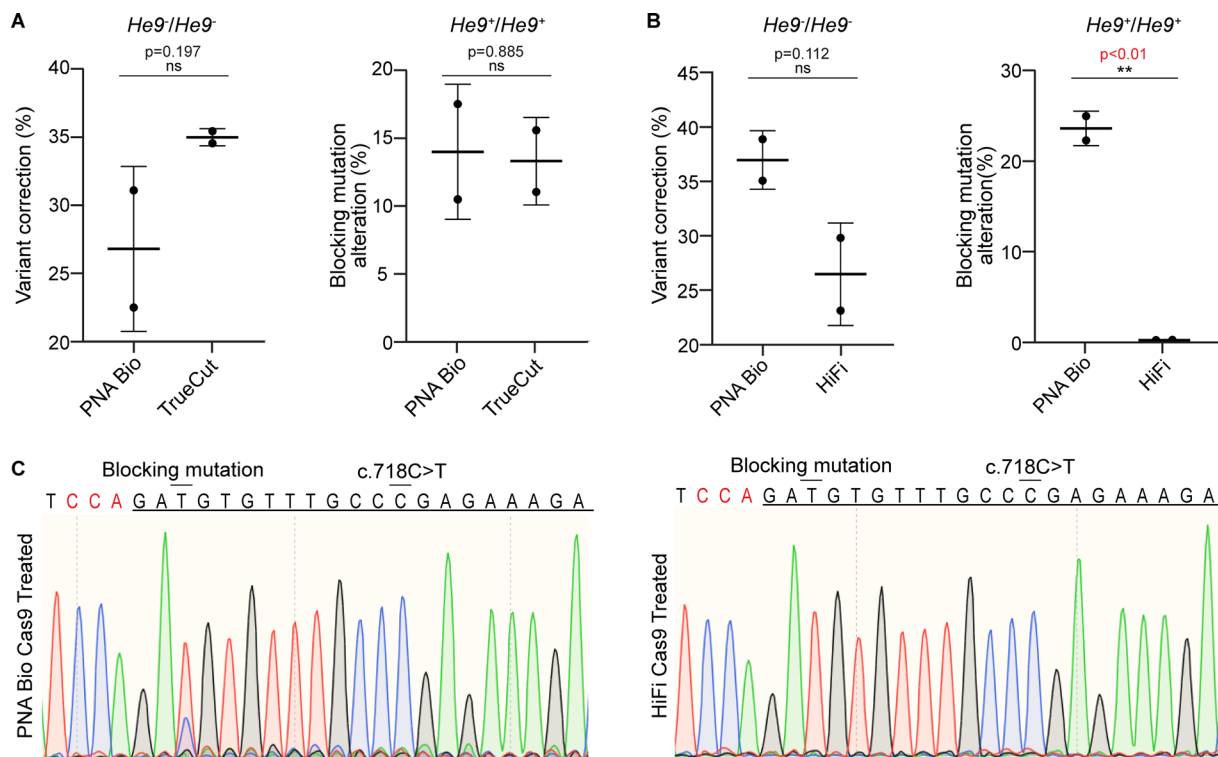 A
He9⁻/He9⁻
p=0.197
ns
Variant correction (%)
40
35
30
25
20
PNA Bio
TrueCut
He9⁺/He9⁺
p=0.885
ns
Blocking mutation
alteration (%)
20
15
10
5
0
PNA Bio
TrueCut
B
He9⁻/He9⁻
p=0.112
ns
Variant correction (%)
45
40
35
30
25
20
PNA Bio
HiFi
He9⁺/He9⁺
p<0.01
**
Blocking mutation
alteration(%)
30
20
10
0
PNA Bio
HiFi
C
Blocking mutation
c.718C>T
T C C A G A T G T G T T T G C C C G A G A A A G A
PNA Bio Cas9 Treated
Blocking mutation
c.718C>T
T C C A G A T G T G T T T G C C C G A G A A A G A
HiFi Cas9 Treated